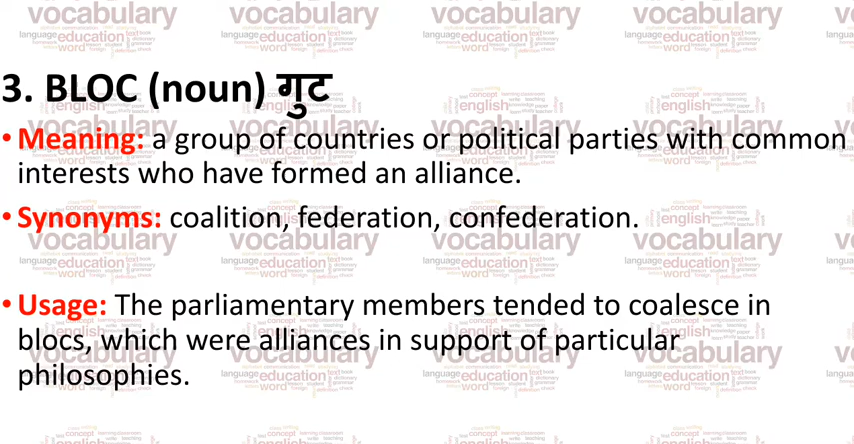 3. BLOC (noun) गुट
• Meaning: a group of countries or political parties with common
interests who have formed an alliance.
• Synonyms: coalition, federation, confederation.
• Usage: The parliamentary members tended to coalesce in
blocs, which were alliances in support of particular
philosophies.